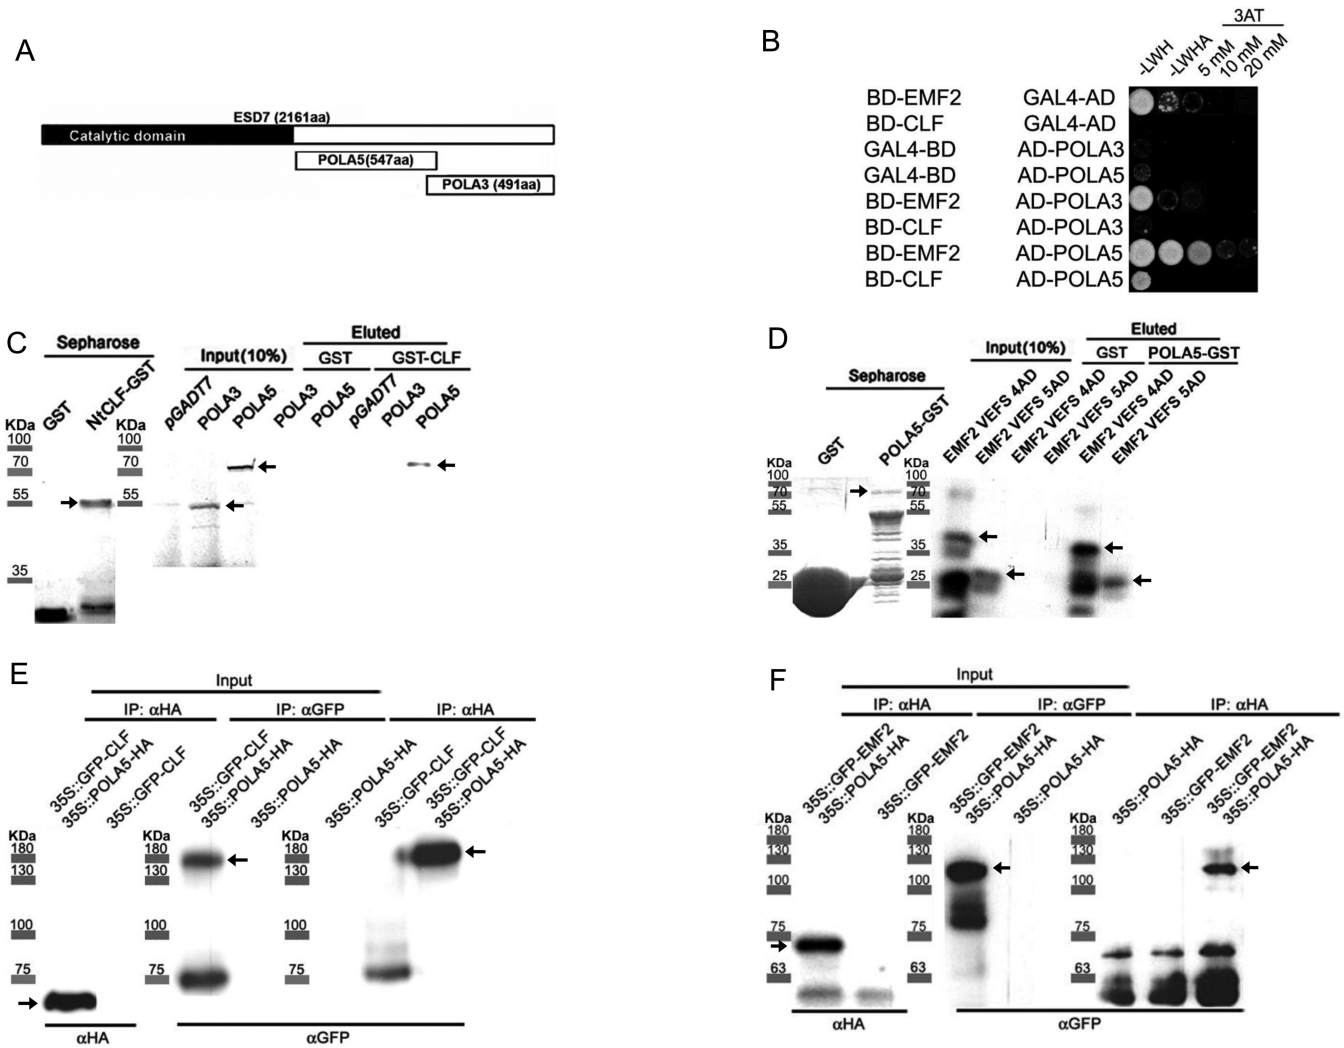 A
ESD7 (2161aa)
Catalytic domain
POLA5(547aa)
POLA3 (491aa)
B
3AT
-LWH
-LWHA
5 mM
10 mM
20 mM
BD-EMF2 GAL4-AD
BD-CLF GAL4-AD
GAL4-BD AD-POLA3
GAL4-BD AD-POLA5
BD-EMF2 AD-POLA3
BD-CLF AD-POLA3
BD-EMF2 AD-POLA5
BD-CLF AD-POLA5
C
Sepharose
Input(10%)
Eluted
GST
GST-CLF
GST
NtCLF-GST
pGADT7
POLA3
POLA5
POLA3
POLA5
pGADT7
POLA3
POLA5
KDa
100
70
55
35
KDa
100
70
55
D
Sepharose
Input(10%)
Eluted
GST
POLA5-GST
GST
POLA5-GST
EMF2 VEFS 4AD
EMF2 VEFS 5AD
EMF2 VEFS 4AD
EMF2 VEFS 5AD
EMF2 VEFS 4AD
EMF2 VEFS 5AD
KDa
100
70
55
35
25
KDa
100
70
55
35
25
E
Input
IP: αHA
IP: αGFP
IP: αHA
35S::GFP-CLF
35S::POLA5-HA
35S::GFP-CLF
35S::GFP-CLF
35S::POLA5-HA
35S::POLA5-HA
35S::POLA5-HA
35S::GFP-CLF
35S::GFP-CLF
35S::POLA5-HA
KDa
180
130
100
75
KDa
180
130
100
75
KDa
180
130
100
75
αHA
αGFP
F
Input
IP: αHA
IP: αGFP
IP: αHA
35S::GFP-EMF2
35S::POLA5-HA
35S::GFP-EMF2
35S::GFP-EMF2
35S::POLA5-HA
35S::POLA5-HA
35S::POLA5-HA
35S::GFP-EMF2
35S::GFP-EMF2
35S::POLA5-HA
KDa
180
130
100
75
63
KDa
180
130
100
75
63
KDa
180
130
100
75
63
αHA
αGFP